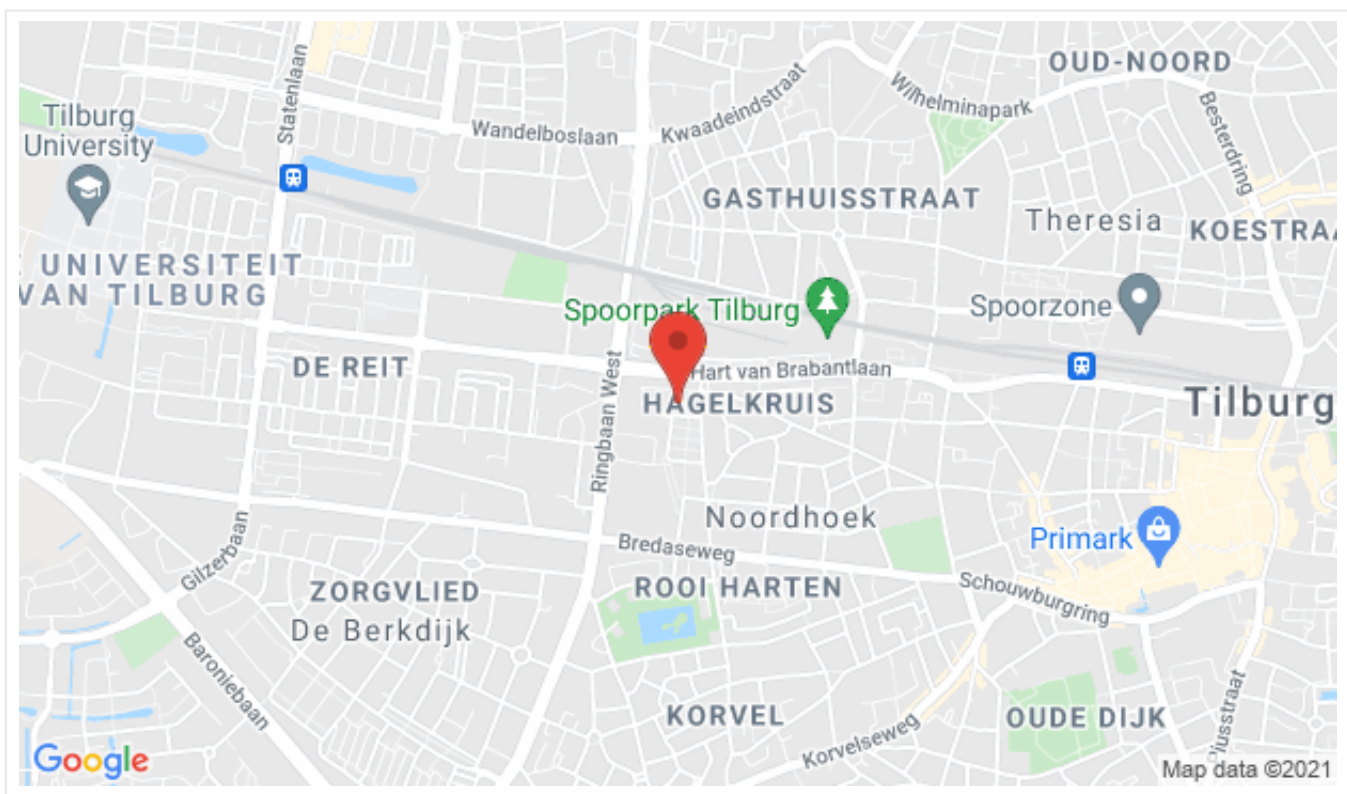 OUD-NOORD
Wilhelminapark
Statenlaan
Kwaadeindstraat
Besterdring
Tilburg
University
Wandelboslaan
GASTHUISSTRAAT
Theresia
KOESTRA
UNIVERSITEIT
VAN TILBURG
Spoorpark Tilburg
Spoorzone
DE REIT
Ringbaan West
Hart van Brabantlaan
HAGELKRUIS
Tilburg
Noordhoek
Primark
Bredaseweg
Gilzerbaan
ZORGVLIED
De Berkdijk
ROOI HARTEN
Schouwburgring
Baroniebaan
KORVEL
OUDE DIJK
Piusstraat
Korvelseweg
Google
Map data ©2021